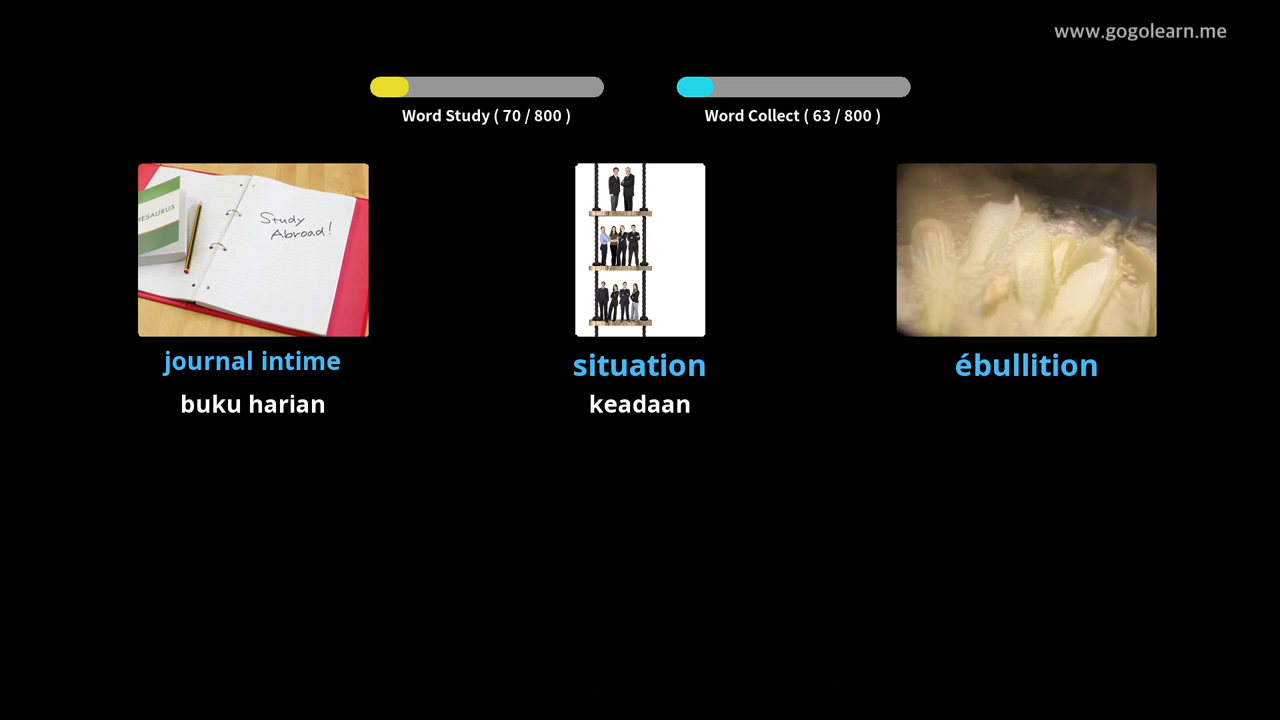 www.gogolearn.me
Word Study ( 70 / 800 )
Word Collect ( 63 / 800 )
HESAURUS
Study
Abroad!
journal intime
situation
ébullition
buku harian
keadaan